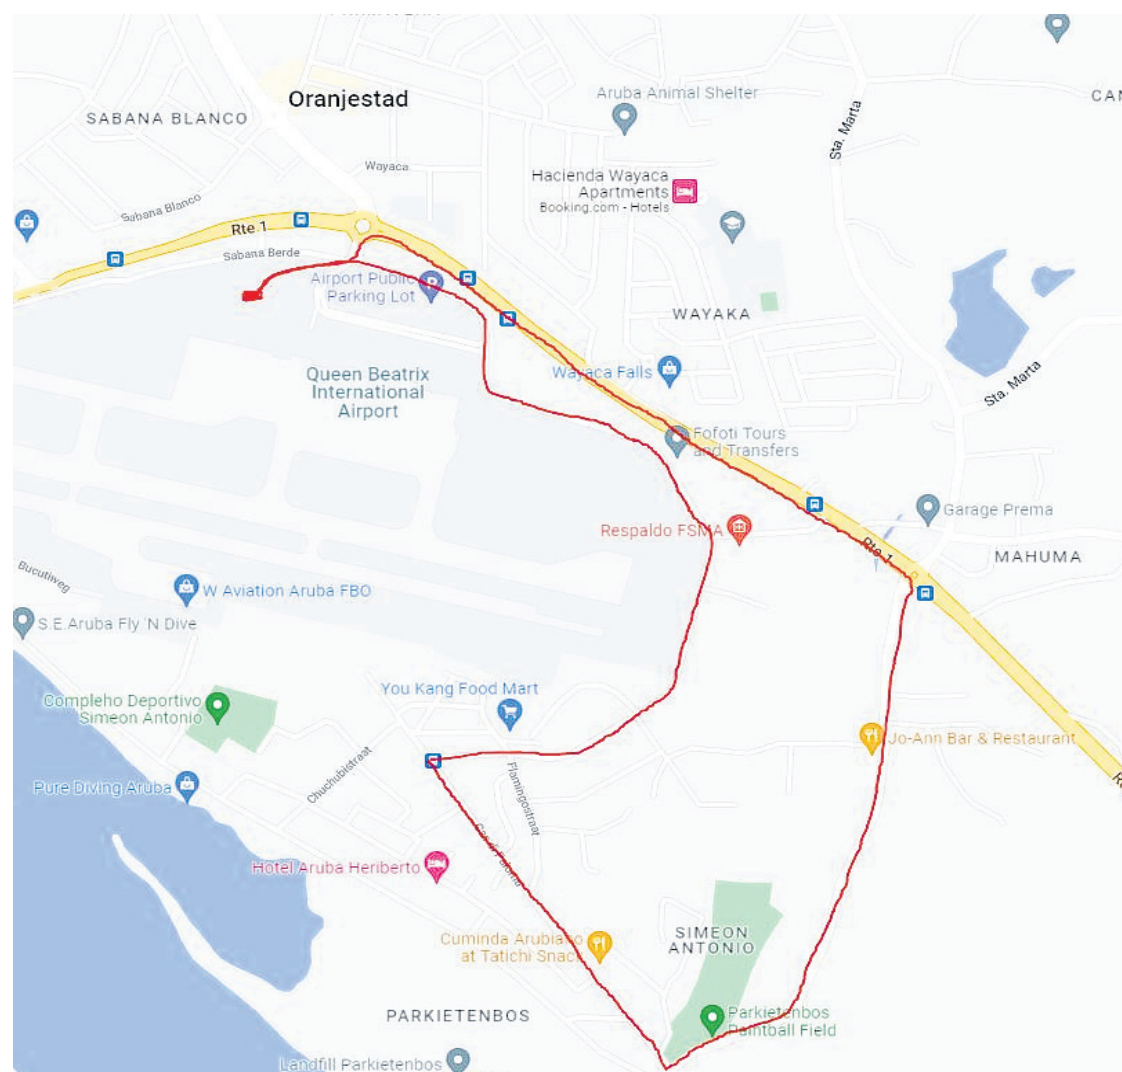 Oranjestad
SABANA BLANCO
Aruba Animal Shelter
Sta. Marta
Wayaca
Hacienda Wayaca
Apartments
Booking.com - Hotels
Sabana Blanco
Rte 1
Sabana Berde
Airport Public
Parking Lot
WAYAKA
Queen Beatrix
International
Airport
Wayaca Falls
Sta. Marta
Fofoti Tours
and Transfers
Garage Prema
Respaldo FSMA
Rte 1
MAHUMA
Bucutiweg
W Aviation Aruba FBO
S.E.Aruba Fly 'N Dive
You Kang Food Mart
Compleho Deportivo
Simeon Antonio
Jo-Ann Bar & Restaurant
Chuchubistraat
Pure Diving Aruba
Flamingostraat
Hotel Aruba Heriberto
Cuminda Arubiano
at Tatichi Snack
SIMEON
ANTONIO
PARKIETENBOS
Parkietenbos
Paintball Field
Landfill Parkietenbos